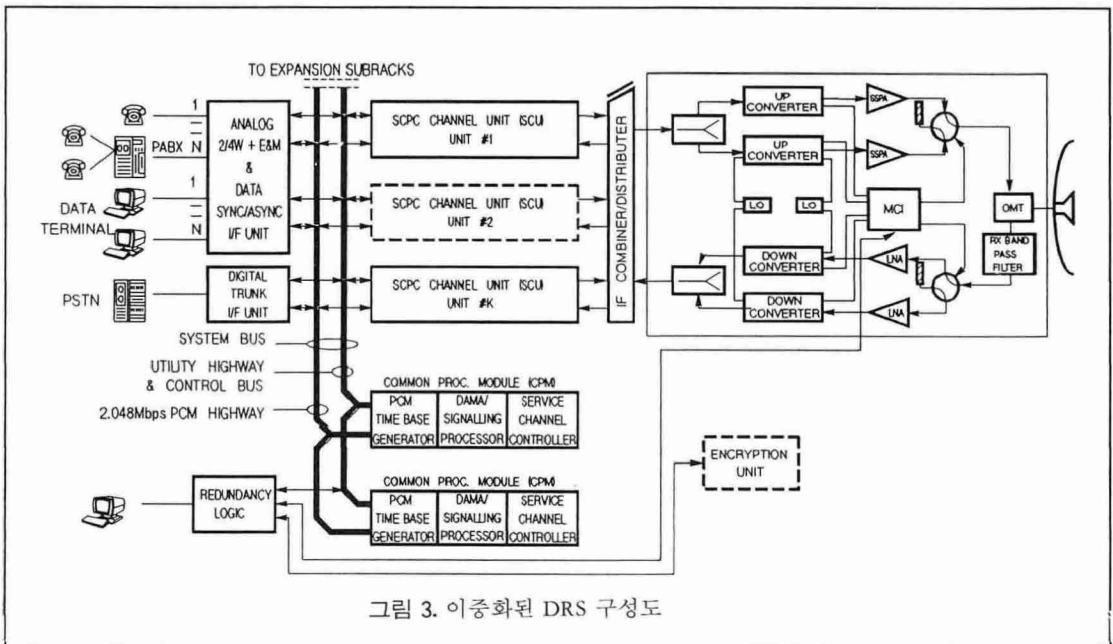 TO EXPANSION SUBRACKS
1
N
PABX
1
N
DATA
TERMINAL
PSTN
ANALOG
2/4W + E&M
&
DATA
SYNC/ASYNC
I/F UNIT
DIGITAL
TRUNK
I/F UNIT
SCPC CHANNEL UNIT (SCU)
UNIT #1
SCPC CHANNEL UNIT (SCU)
UNIT #2
SCPC CHANNEL UNIT (SCU)
UNIT #K
IF COMBINER/DISTRIBUTER
UP
CONVERTER
UP
CONVERTER
SSPA
SSPA
LO
LO
MCI
OMT
RX BAND
PASS
FILTER
DOWN
CONVERTER
DOWN
CONVERTER
LNA
LNA
SYSTEM BUS
UTILITY HIGHWAY
& CONTROL BUS
2.048Mbps PCM HIGHWAY
COMMON PROC. MODULE (CPM)
PCM
TIME BASE
GENERATOR
DAMA/
SIGNALLING
PROCESSOR
SERVICE
CHANNEL
CONTROLLER
COMMON PROC. MODULE (CPM)
PCM
TIME BASE
GENERATOR
DAMA/
SIGNALLING
PROCESSOR
SERVICE
CHANNEL
CONTROLLER
REDUNDANCY
LOGIC
ENCRYPTION
UNIT
그림 3. 이중화된 DRS 구성도